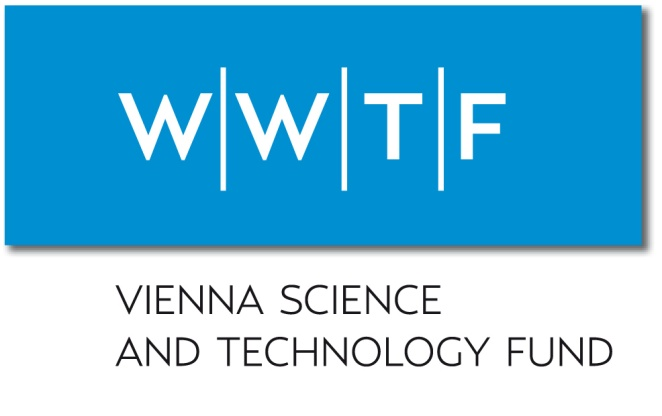 W|W|T|F
VIENNA SCIENCE
AND TECHNOLOGY FUND